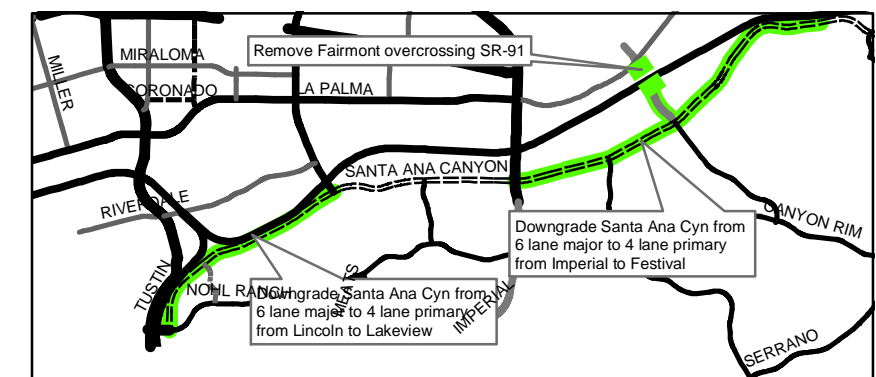 MILLER
MIRALOMA
CORONADO
LA PALMA
Remove Fairmont overcrossing SR-91
SANTA ANA CANYON
RIVERDALE
CANYON RIM
Downgrade Santa Ana Cyn from
6 lane major to 4 lane primary
from Imperial to Festival
TUSTIN
NOHL RANCH
MEATS
IMPERIAL
Downgrade Santa Ana Cyn from
6 lane major to 4 lane primary
from Lincoln to Lakeview
SERRANO